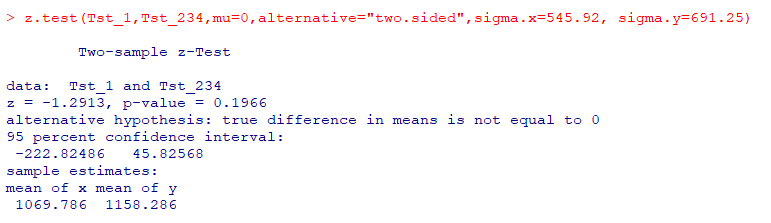 > z.test(Tst_1,Tst_234,mu=0,alternative="two.sided",sigma.x=545.92, sigma.y=691.25)
Two-sample z-Test
data:  Tst_1 and Tst_234
z = -1.2913, p-value = 0.1966
alternative hypothesis: true difference in means is not equal to 0
95 percent confidence interval:
-222.82486   45.82568
sample estimates:
mean of x mean of y
1069.786  1158.286